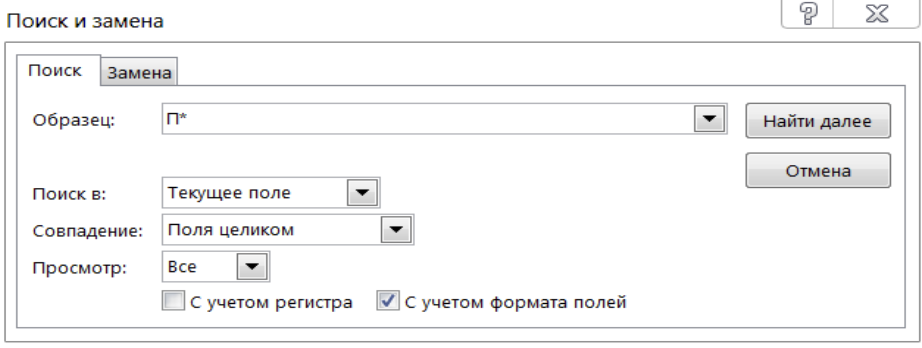 Поиск и замена
Поиск Замена
Образец: П* Найти далее
Отмена
Поиск в: Текущее поле
Совпадение: Поля целиком
Просмотр: Все
С учетом регистра С учетом формата полей